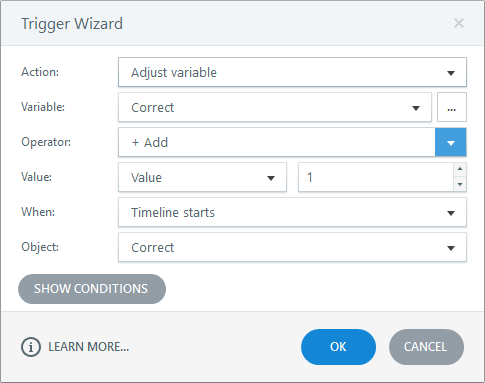 Trigger Wizard ×
Action: Adjust variable
Variable: Correct ...
Operator: + Add
Value: Value 1
When: Timeline starts
Object: Correct
SHOW CONDITIONS
i LEARN MORE... OK CANCEL